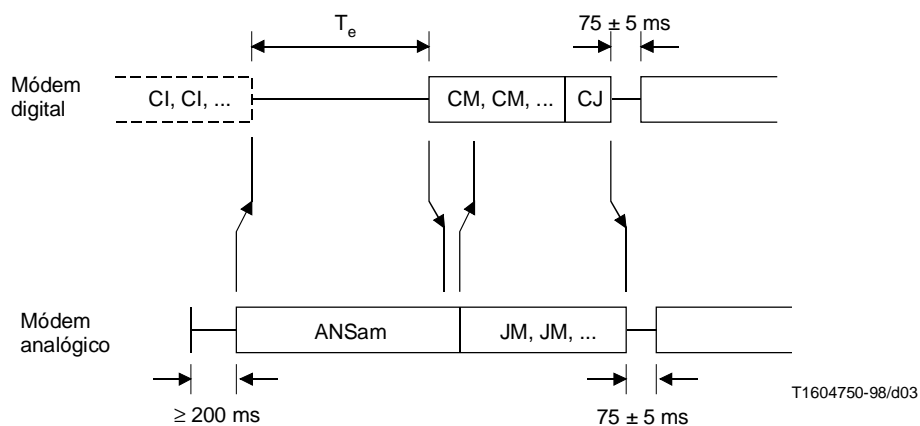 Te
75 ± 5 ms
Módem
digital
CI, CI, ...
CM, CM, ...
CJ
Módem
analógico
ANSam
JM, JM, ...
≥ 200 ms
75 ± 5 ms
T1604750-98/d03